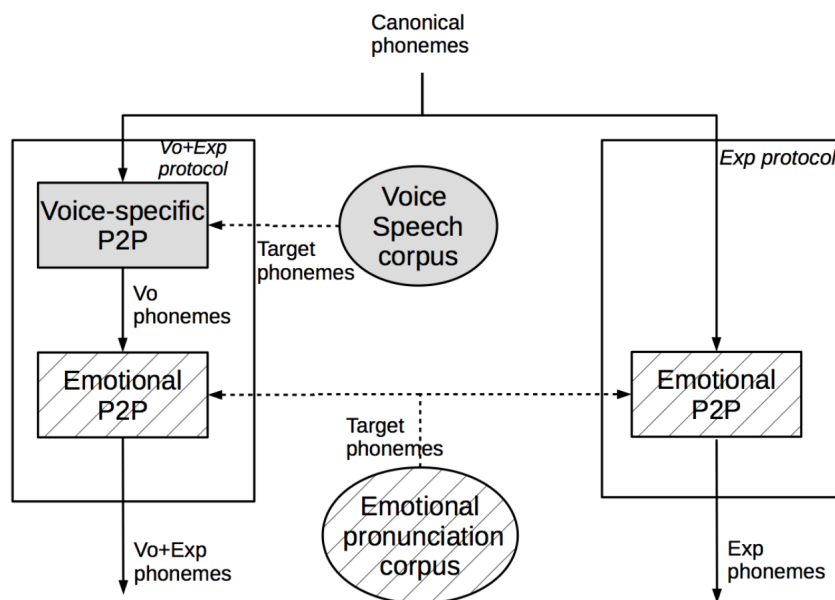 Canonical
phonemes
Vo+Exp
protocol
Exp protocol
Voice-specific
P2P
Voice
Speech
corpus
Target
phonemes
Vo
phonemes
Emotional
P2P
Emotional
P2P
Target
phonemes
Emotional
pronunciation
corpus
Vo+Exp
phonemes
Exp
phonemes